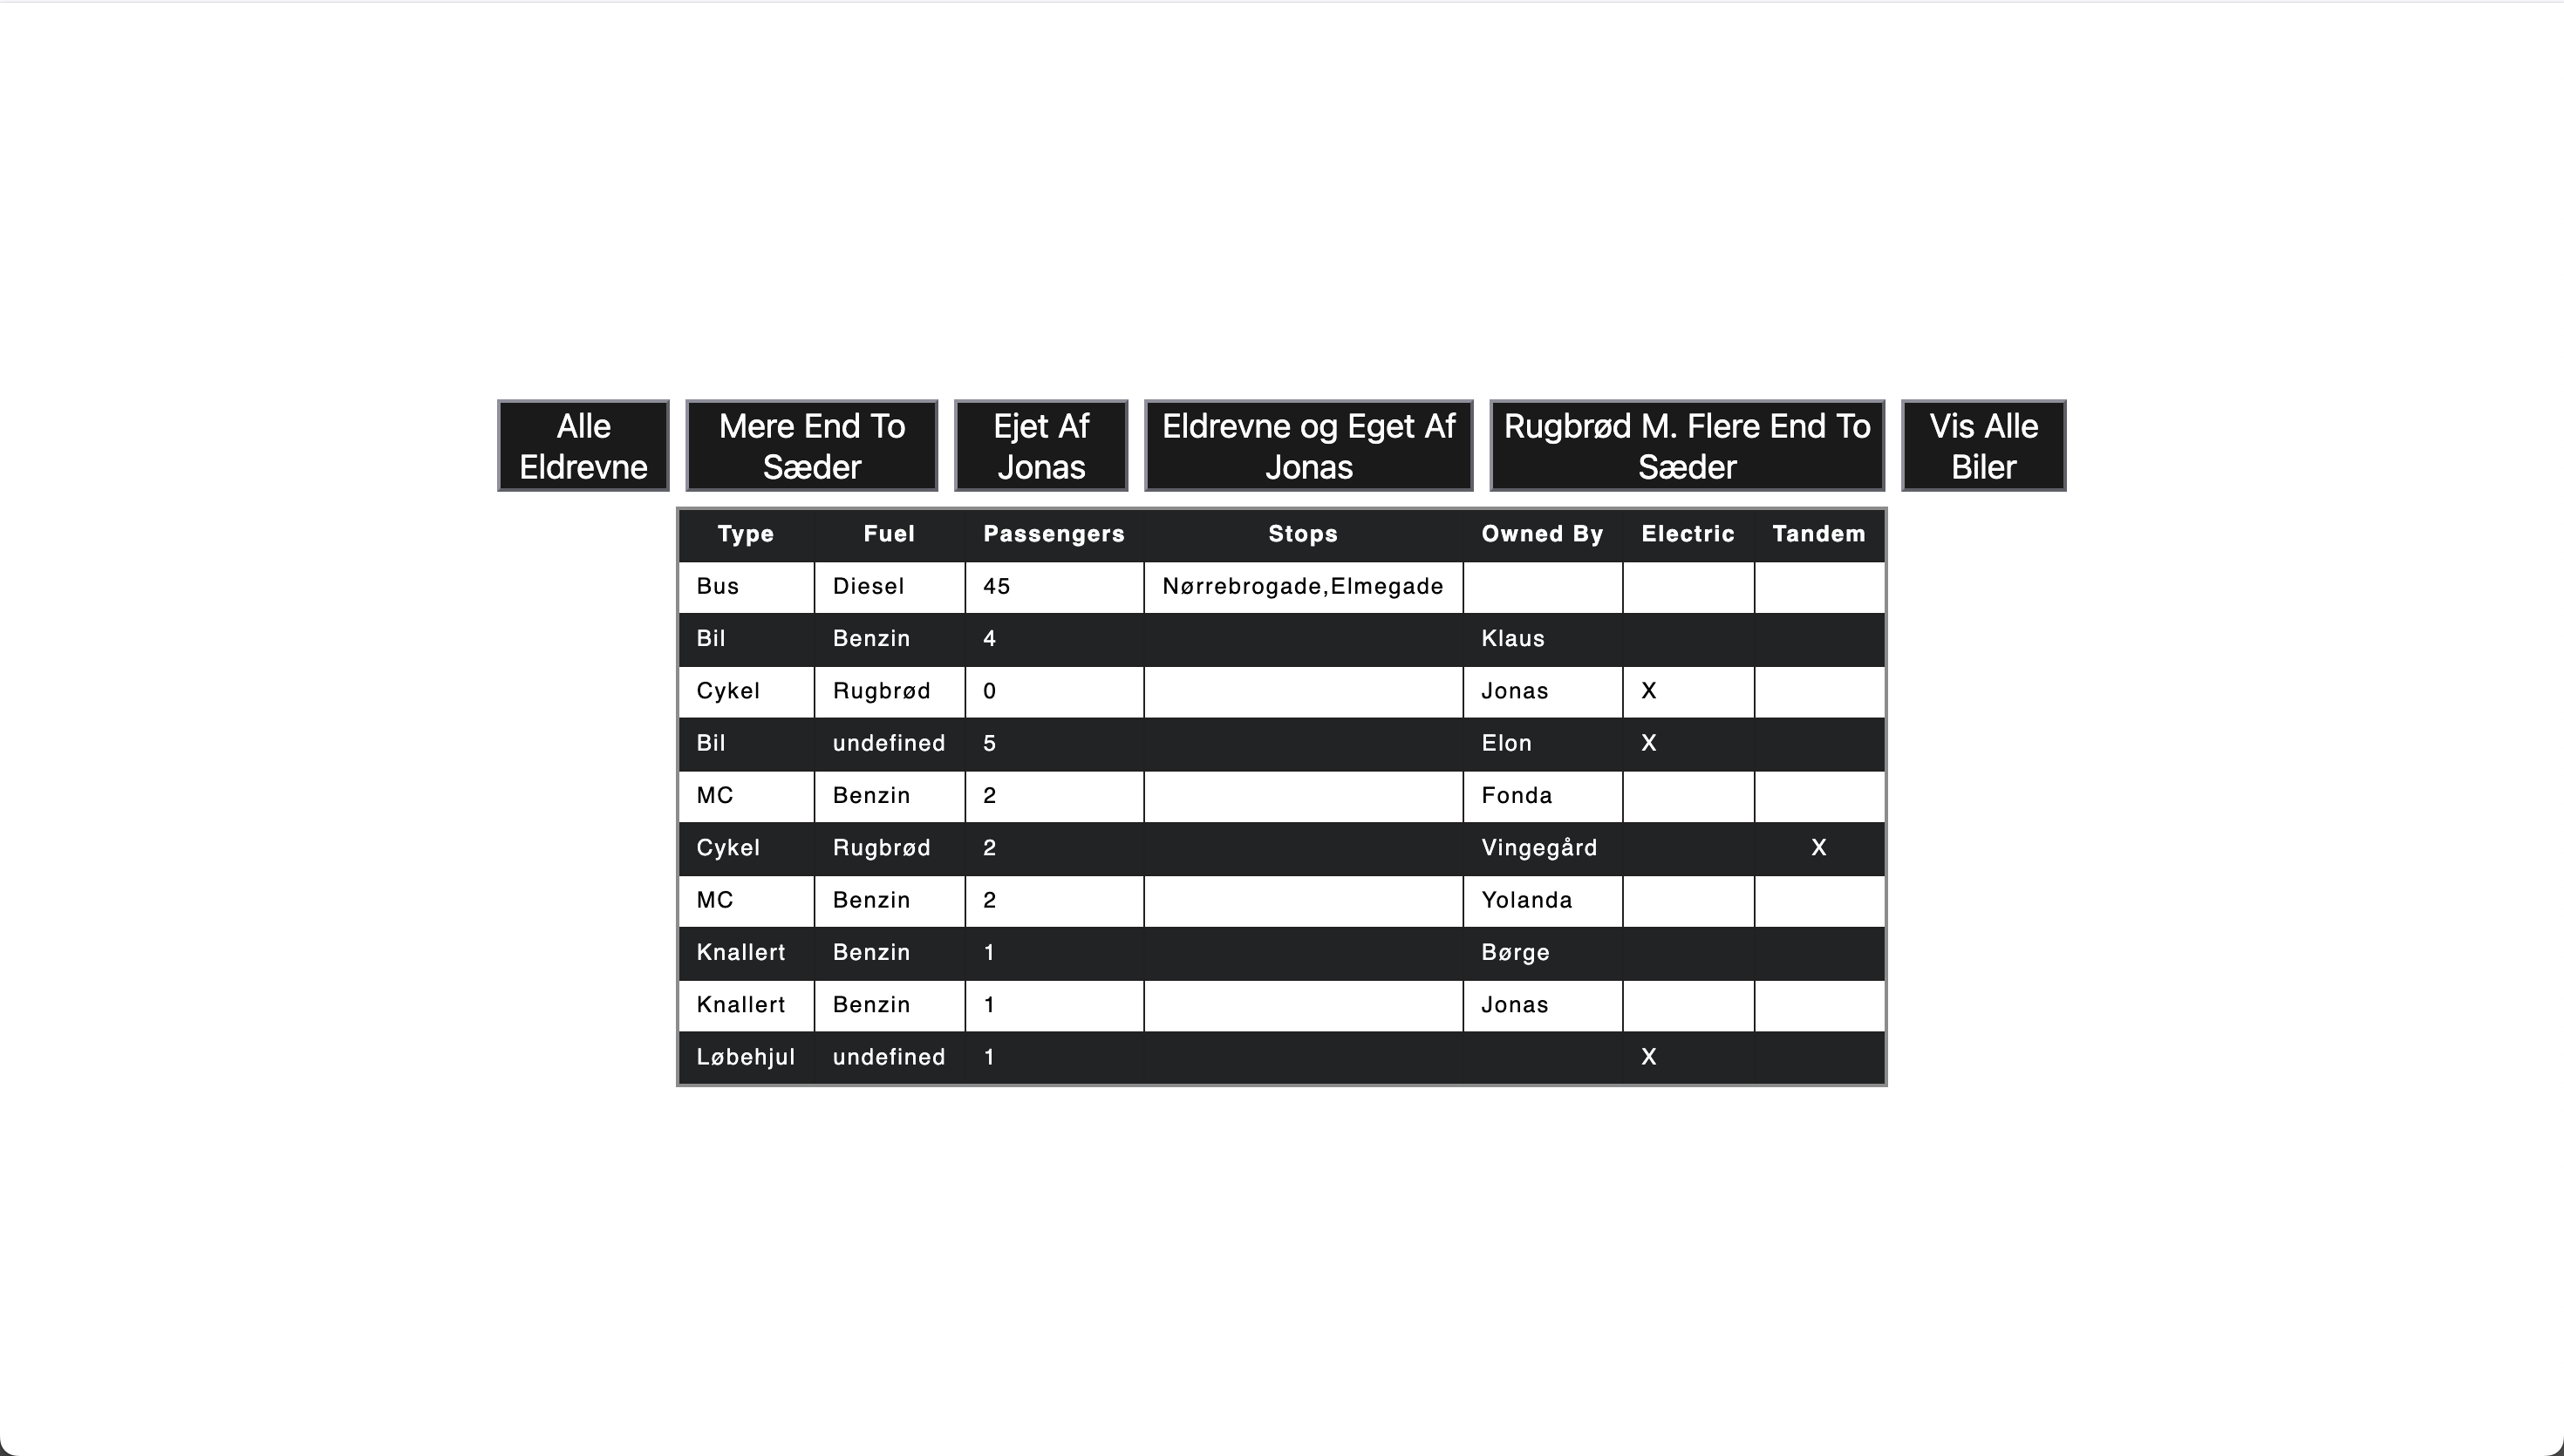 Alle
Eldrevne
Mere End To
Sæder
Ejet Af
Jonas
Eldrevne og Eget Af
Jonas
Rugbrød M. Flere End To
Sæder
Vis Alle
Biler
Type Fuel Passengers Stops Owned By Electric Tandem
Bus Diesel 45 Nørrebrogade,Elmegade
Bil Benzin 4 Klaus
Cykel Rugbrød 0 Jonas X
Bil undefined 5 Elon X
MC Benzin 2 Fonda
Cykel Rugbrød 2 Vingegård X
MC Benzin 2 Yolanda
Knallert Benzin 1 Børge
Knallert Benzin 1 Jonas
Løbehjul undefined 1 X